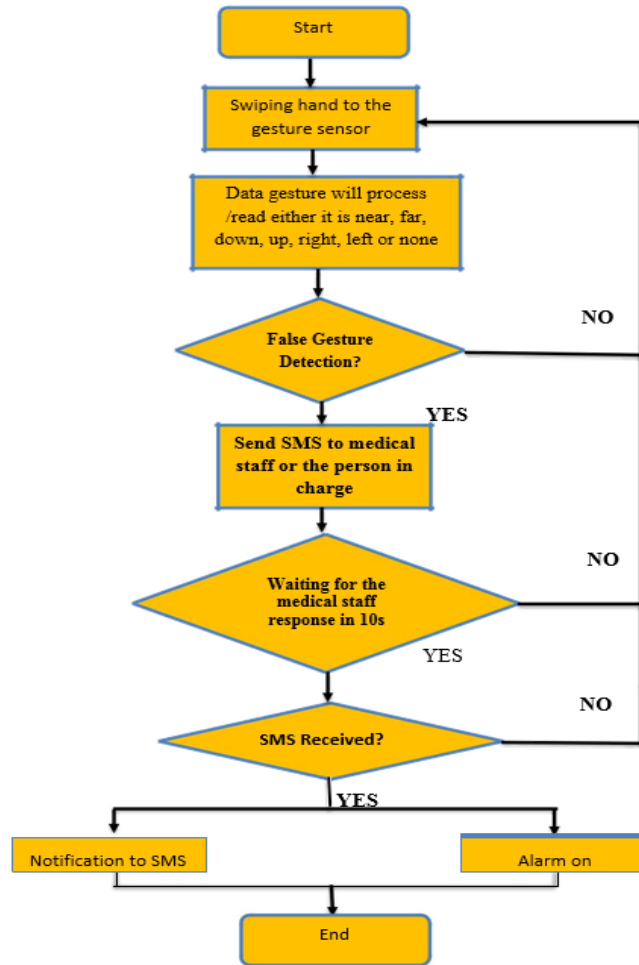 Start
Swiping hand to the
gesture sensor
Data gesture will process
/read either it is near, far,
down, up, right, left or none
False Gesture
Detection?
NO
YES
Send SMS to medical
staff or the person in
charge
Waiting for the
medical staff
response in 10s
NO
YES
SMS Received?
NO
YES
Notification to SMS
Alarm on
End